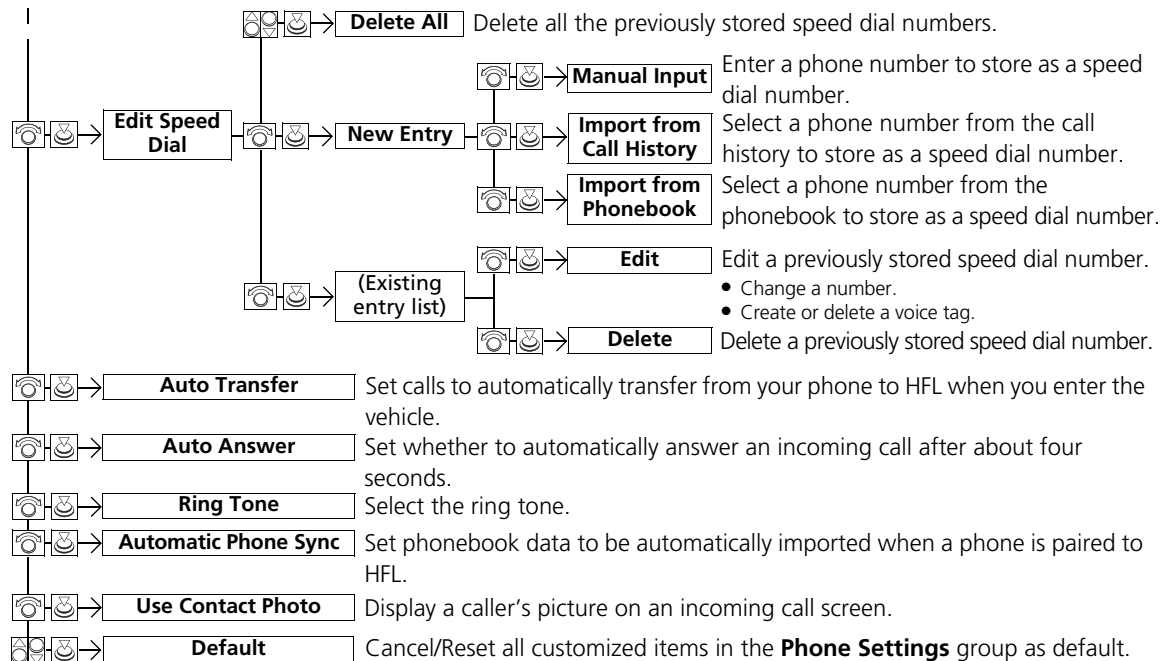 Delete All Delete all the previously stored speed dial numbers.
Manual Input Enter a phone number to store as a speed
dial number.
Edit Speed
Dial
New Entry
Import from
Call History
Select a phone number from the call
history to store as a speed dial number.
Import from
Phonebook
Select a phone number from the
phonebook to store as a speed dial number.
(Existing
entry list)
Edit Edit a previously stored speed dial number.
• Change a number.
• Create or delete a voice tag.
Delete Delete a previously stored speed dial number.
Auto Transfer Set calls to automatically transfer from your phone to HFL when you enter the
vehicle.
Auto Answer Set whether to automatically answer an incoming call after about four
seconds.
Ring Tone Select the ring tone.
Automatic Phone Sync Set phonebook data to be automatically imported when a phone is paired to
HFL.
Use Contact Photo Display a caller's picture on an incoming call screen.
Default Cancel/Reset all customized items in the Phone Settings group as default.